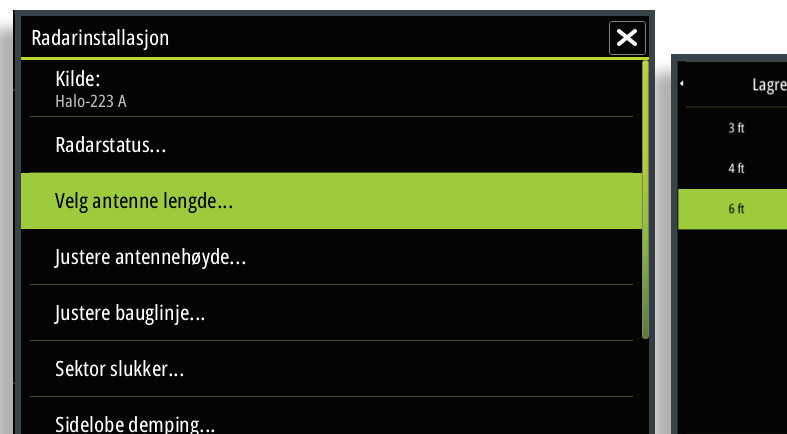 Radarinstallasjon
Kilde:
Halo-223 A
Radarstatus...
Velg antenne lengde...
Justere antennehøyde...
Justere bauglinje...
Sektor slukker...
Sidelobe demping...
Lagre
3 ft
4 ft
6 ft